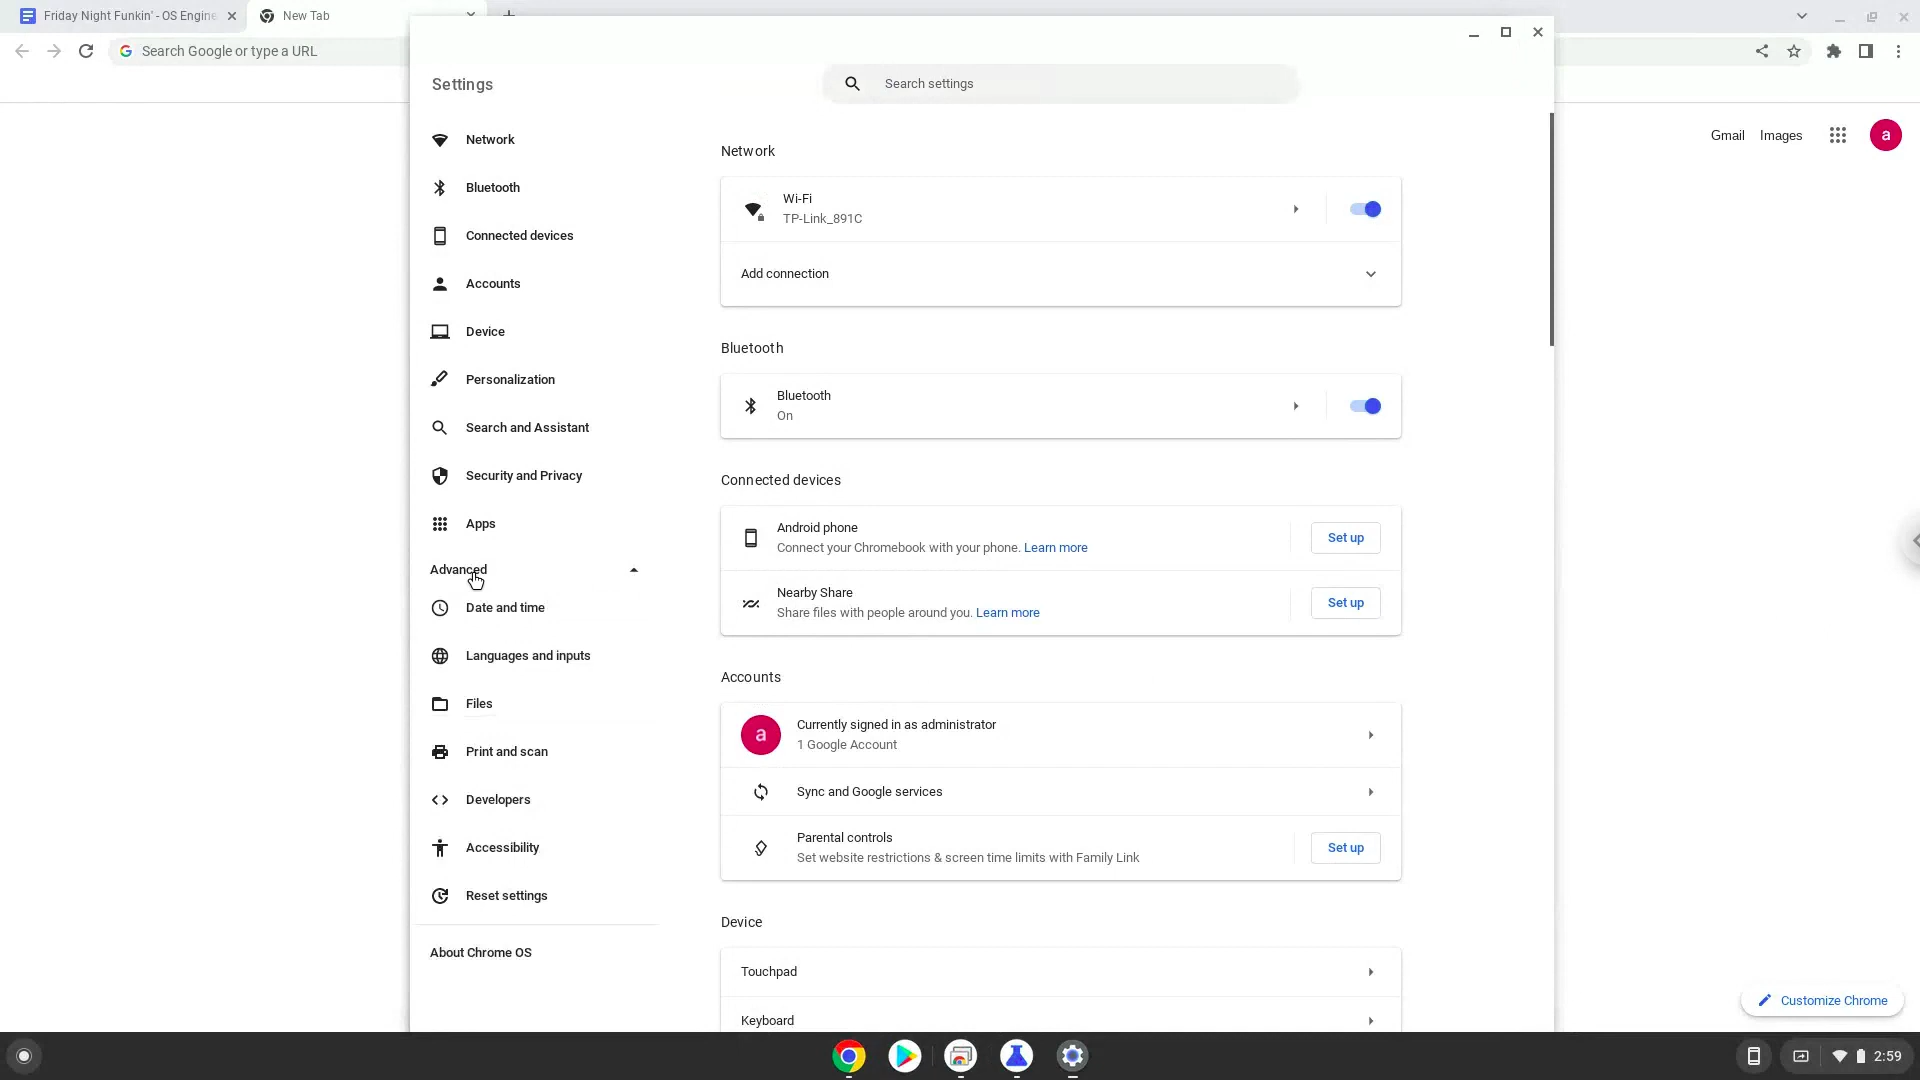 Friday Night Funkin' - OS Engine
New Tab
Search Google or type a URL
Settings
Search settings
Gmail
Images
a
Network
Bluetooth
Connected devices
Accounts
Device
Personalization
Search and Assistant
Security and Privacy
Apps
Advanced
Date and time
Languages and inputs
Files
Print and scan
Developers
Accessibility
Reset settings
About Chrome OS
Network
Wi-Fi
TP-Link_891C
Add connection
Bluetooth
Bluetooth
On
Connected devices
Android phone
Connect your Chromebook with your phone. Learn more
Set up
Nearby Share
Share files with people around you. Learn more
Set up
Accounts
a
Currently signed in as administrator
1 Google Account
Sync and Google services
Parental controls
Set website restrictions & screen time limits with Family Link
Set up
Device
Touchpad
Keyboard
Customize Chrome
2:59